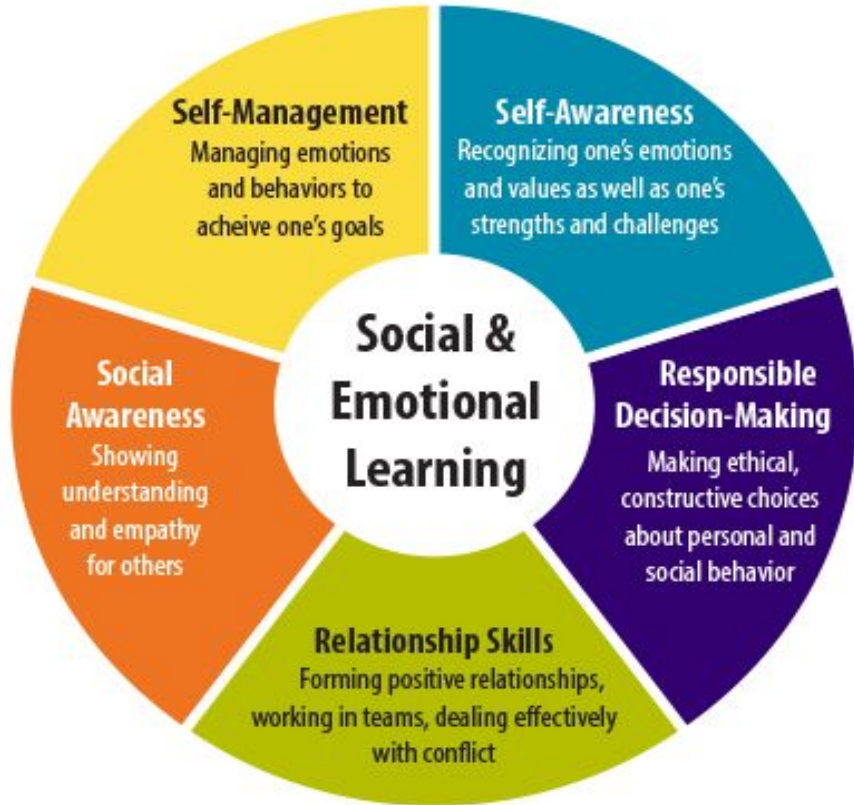 Self-Management
Managing emotions
and behaviors to
acheive one's goals
Self-Awareness
Recognizing one's emotions
and values as well as one's
strengths and challenges
Social &
Emotional
Learning
Social
Awareness
Showing
understanding
and empathy
for others
Responsible
Decision-Making
Making ethical,
constructive choices
about personal and
social behavior
Relationship Skills
Forming positive relationships,
working in teams, dealing effectively
with conflict